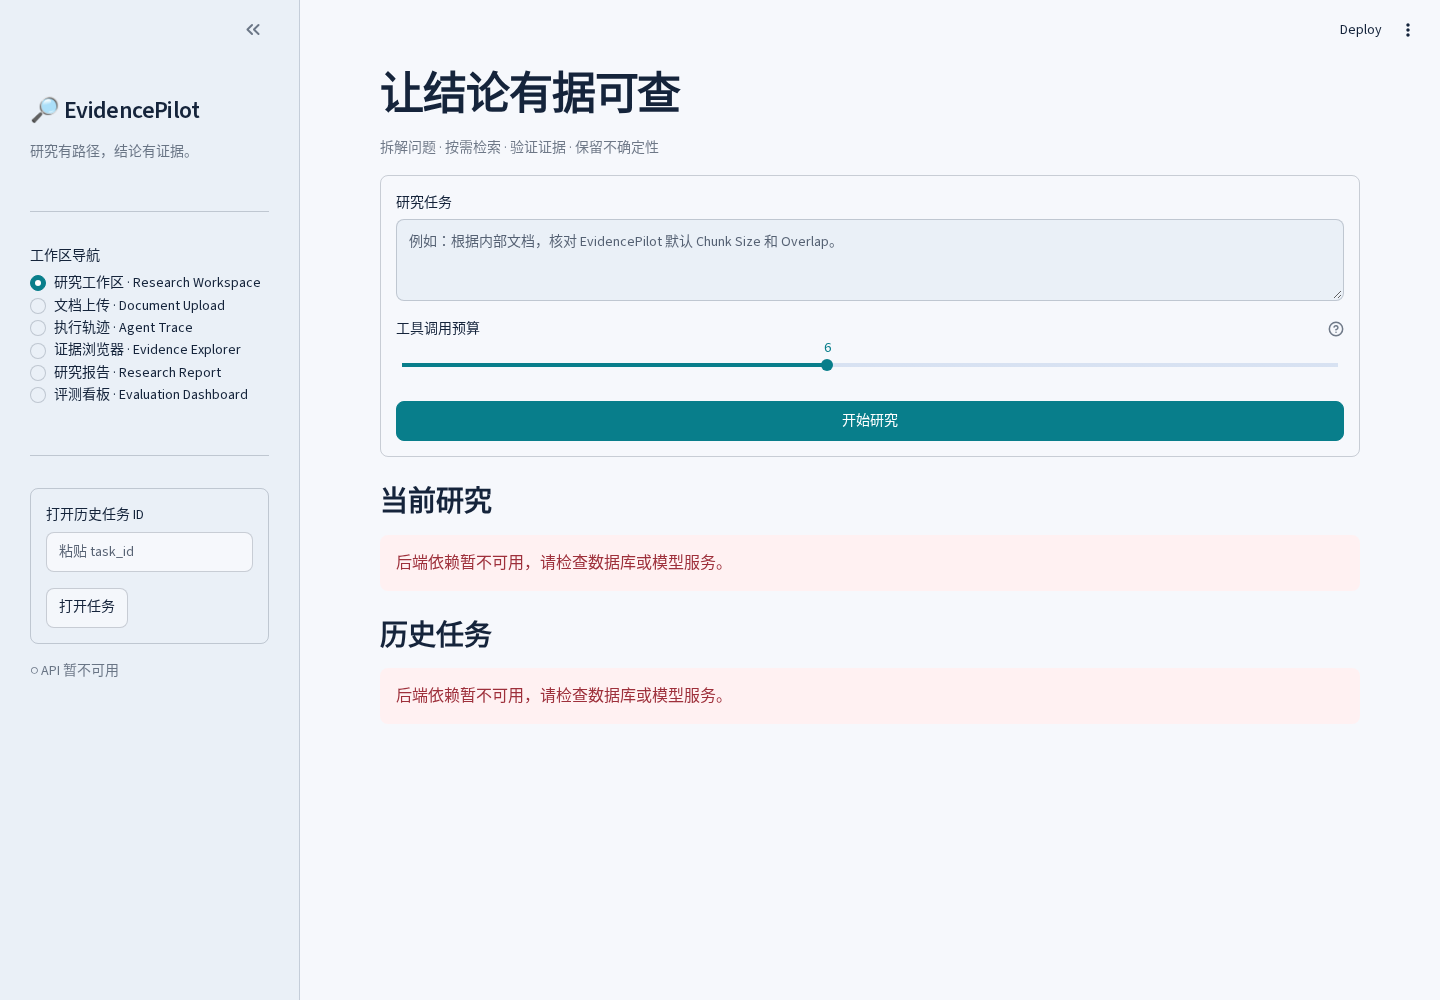 🔎 EvidencePilot
研究有路径，结论有证据。
工作区导航
研究工作区 · Research Workspace
文档上传 · Document Upload
执行轨迹 · Agent Trace
证据浏览器 · Evidence Explorer
研究报告 · Research Report
评测看板 · Evaluation Dashboard
打开历史任务 ID
粘贴 task_id
打开任务
○ API 暂不可用
Deploy
让结论有据可查
拆解问题 · 按需检索 · 验证证据 · 保留不确定性
研究任务
例如：根据内部文档，核对 EvidencePilot 默认 Chunk Size 和 Overlap。
工具调用预算
6
开始研究
当前研究
后端依赖暂不可用，请检查数据库或模型服务。
历史任务
后端依赖暂不可用，请检查数据库或模型服务。